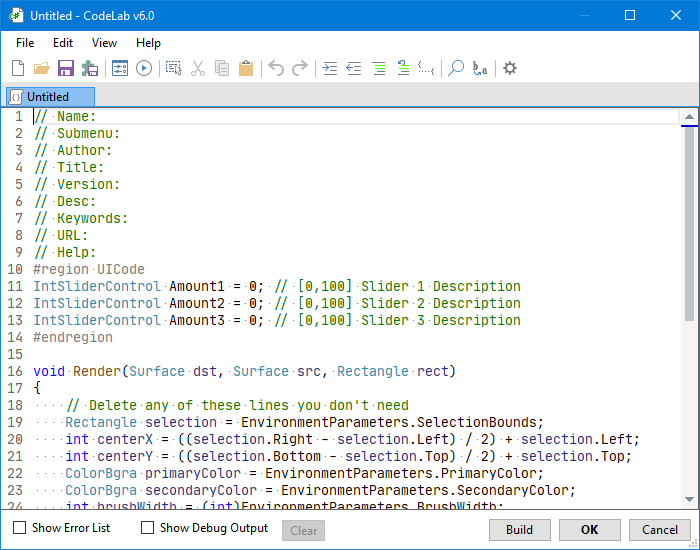 Untitled - CodeLab v6.0
File Edit View Help
Untitled
1 // Name:
2 // Submenu:
3 // Author:
4 // Title:
5 // Version:
6 // Desc:
7 // Keywords:
8 // URL:
9 // Help:
10 #region UICode
11 IntSliderControl Amount1 = 0; // [0,100] Slider 1 Description
12 IntSliderControl Amount2 = 0; // [0,100] Slider 2 Description
13 IntSliderControl Amount3 = 0; // [0,100] Slider 3 Description
14 #endregion
15
16 void Render(Surface dst, Surface src, Rectangle rect)
17 {
18 // Delete any of these lines you don't need
19 Rectangle selection = EnvironmentParameters.SelectionBounds;
20 int centerX = ((selection.Right - selection.Left) / 2) + selection.Left;
21 int centerY = ((selection.Bottom - selection.Top) / 2) + selection.Top;
22 ColorBgra primaryColor = EnvironmentParameters.PrimaryColor;
23 ColorBgra secondaryColor = EnvironmentParameters.SecondaryColor;
24 int brushWidth = (int)EnvironmentParameters.BrushWidth;
Show Error List Show Debug Output Clear Build OK Cancel